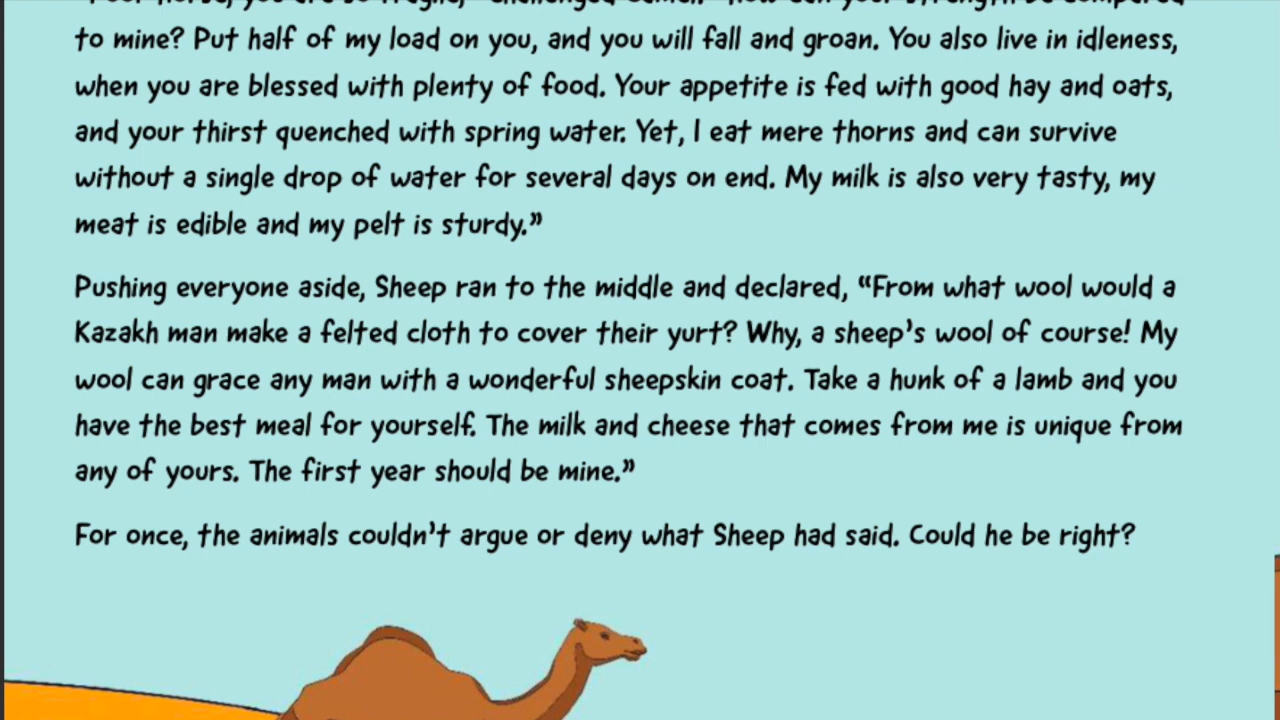 to mine? Put half of my load on you, and you will fall and groan. You also live in idleness,
when you are blessed with plenty of food. Your appetite is fed with good hay and oats,
and your thirst quenched with spring water. Yet, I eat mere thorns and can survive
without a single drop of water for several days on end. My milk is also very tasty, my
meat is edible and my pelt is sturdy.”
Pushing everyone aside, Sheep ran to the middle and declared, “From what wool would a
Kazakh man make a felted cloth to cover their yurt? Why, a sheep’s wool of course! My
wool can grace any man with a wonderful sheepskin coat. Take a hunk of a lamb and you
have the best meal for yourself. The milk and cheese that comes from me is unique from
any of yours. The first year should be mine.”
For once, the animals couldn’t argue or deny what Sheep had said. Could he be right?